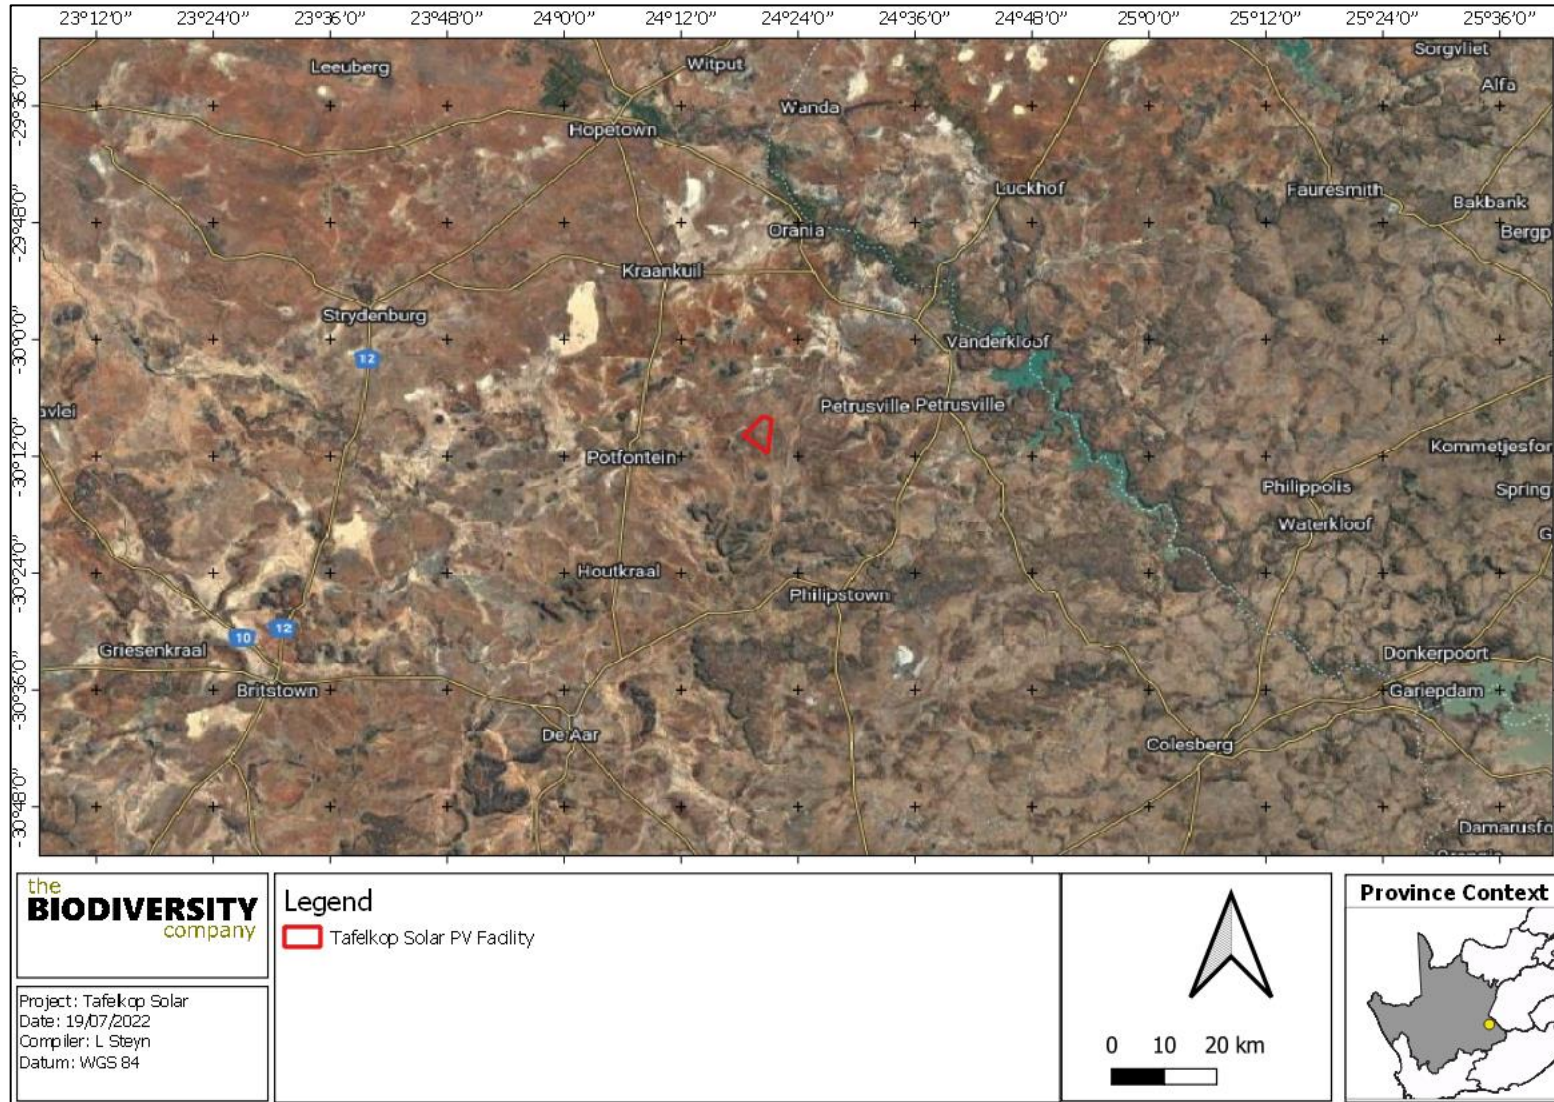 23°12′0″ 23°24′0″ 23°36′0″ 23°48′0″ 24°0′0″ 24°12′0″ 24°24′0″ 24°36′0″ 24°48′0″ 25°0′0″ 25°12′0″ 25°24′0″ 25°36′0″
-29°36′0″
-29°48′0″
-30°0′0″
-30°12′0″
-30°24′0″
-30°36′0″
-30°48′0″
Sorgvliet
Leeuberg
Witput
Alfa
Wanda
Hopetown
Luckhof
Fauresmith
Bakbank
Orania
Bergp
Kraankuil
Strydenburg
Vanderkloof
12
Petrusville Petrusville
avlei
Kommetjesfor
Potfontein
Philippolis
Spring
Waterkloof
G
Houtkraal
Philipstown
12
10
Griesenkraal
Donkerpoort
Britstown
Gariepdam
De Aar
Colesberg
Damarusfo
the
BIODIVERSITY
company
Project: Tafelkop Solar
Date: 19/07/2022
Compiler: L Steyn
Datum: WGS 84
Legend
Tafelkop Solar PV Facility
0 10 20 km
Province Context